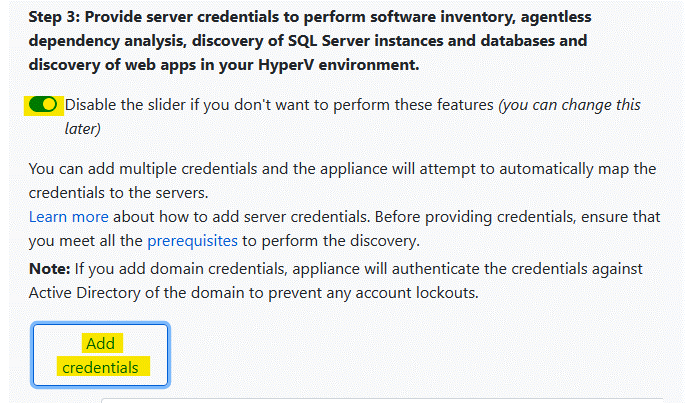 Step 3: Provide server credentials to perform software inventory, agentless
dependency analysis, discovery of SQL Server instances and databases and
discovery of web apps in your HyperV environment.
Disable the slider if you don't want to perform these features (you can change this
later)
You can add multiple credentials and the appliance will attempt to automatically map the
credentials to the servers.
Learn more about how to add server credentials. Before providing credentials, ensure that
you meet all the prerequisites to perform the discovery.
Note: If you add domain credentials, appliance will authenticate the credentials against
Active Directory of the domain to prevent any account lockouts.
Add
credentials